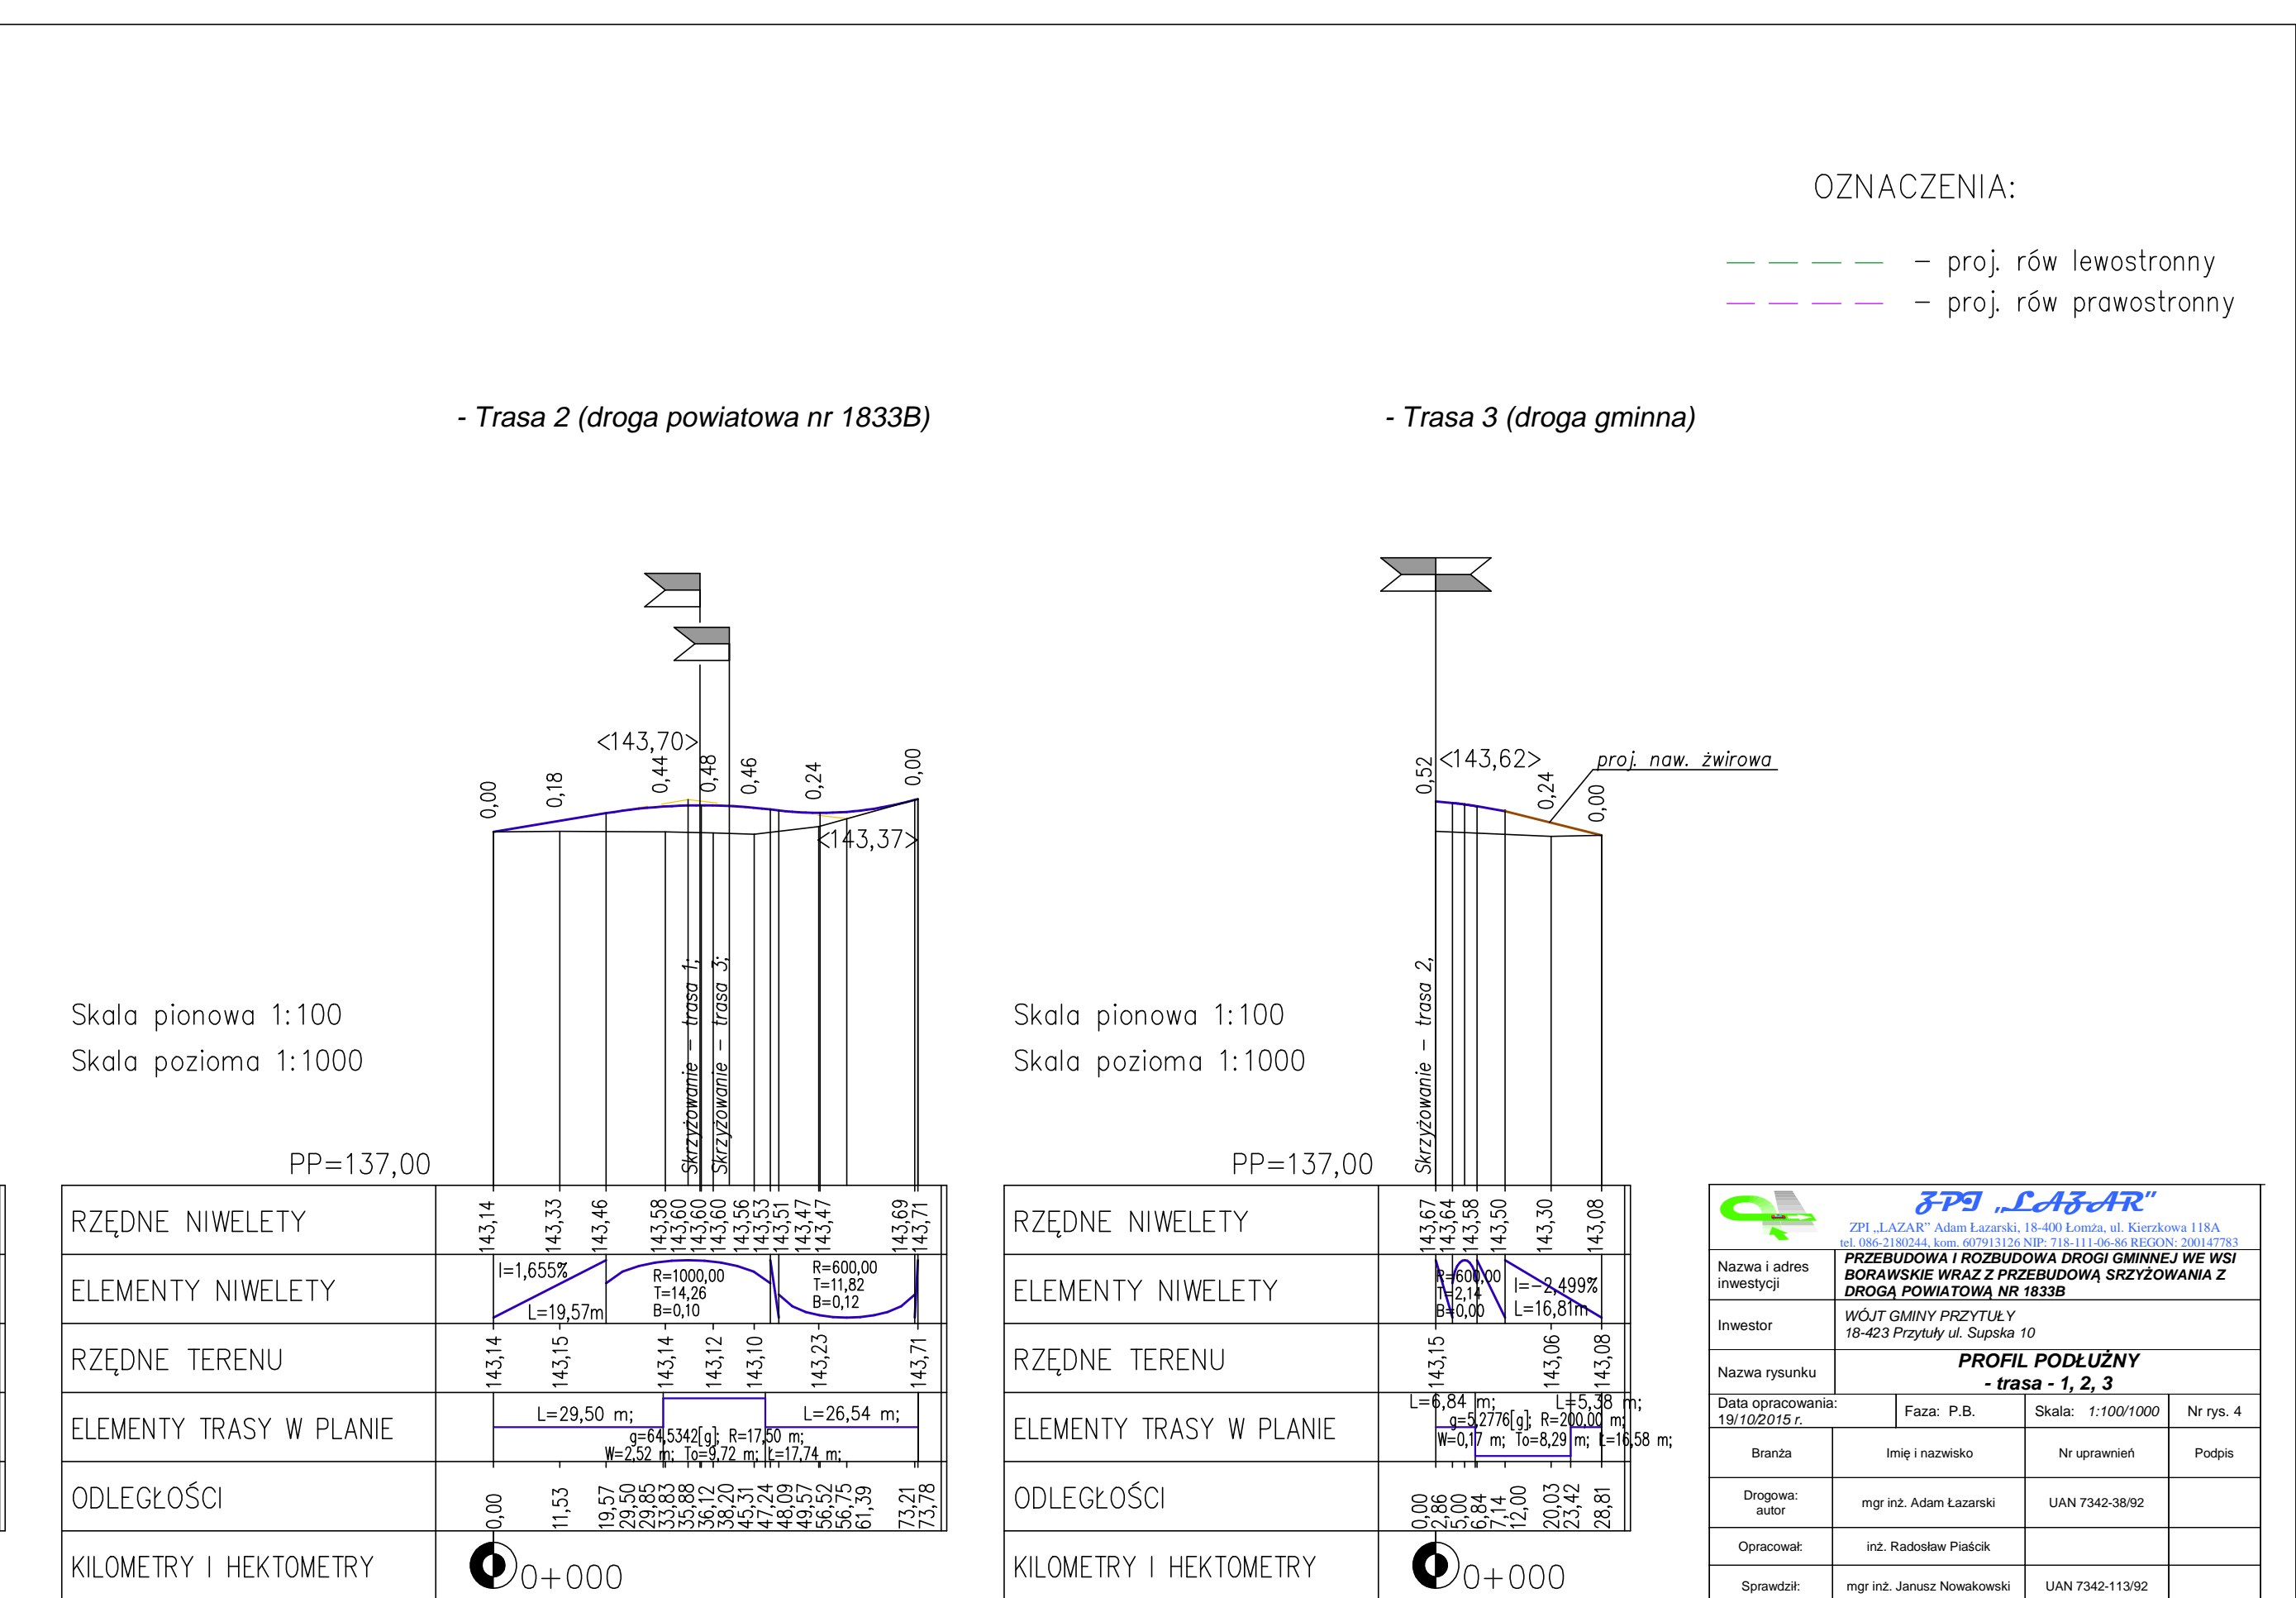 OZNACZENIA:
– proj. rów lewostronny
– proj. rów prawostronny
- Trasa 2 (droga powiatowa nr 1833B)
<143,70>
0,00
0,18
0,44
0,48
0,46
0,24
0,00
<143,37>
Skrzyżowanie – trasa 1;
Skrzyżowanie – trasa 3;
Skala pionowa 1:100
Skala pozioma 1:1000
PP=137,00
RZĘDNE NIWELETY
143,14 143,33 143,46 143,58 143,60 143,60 143,60 143,56 143,53 143,51 143,47 143,47 143,69 143,71
ELEMENTY NIWELETY
I=1,655%
L=19,57m
R=1000,00
T=14,26
B=0,10
R=600,00
T=11,82
B=0,12
RZĘDNE TERENU
143,14 143,15 143,14 143,12 143,10 143,23 143,71
ELEMENTY TRASY W PLANIE
L=29,50 m;
g=64,5342[g]; R=17,50 m;
W=2,52 m; To=9,72 m; Ł=17,74 m;
L=26,54 m;
ODLEGŁOŚCI
0,00 11,53 19,57 29,50 29,85 33,83 35,88 36,12 38,20 45,31 47,24 48,09 49,57 56,52 56,75 61,39 73,21 73,78
KILOMETRY I HEKTOMETRY
0+000
- Trasa 3 (droga gminna)
0,52
<143,62>
0,24
0,00
proj. naw. żwirowa
Skrzyżowanie – trasa 2;
Skala pionowa 1:100
Skala pozioma 1:1000
PP=137,00
RZĘDNE NIWELETY
143,67 143,64 143,58 143,50 143,30 143,08
ELEMENTY NIWELETY
R=600,00
T=2,14
B=0,00
I=-2,499%
L=16,81m
RZĘDNE TERENU
143,15 143,06 143,08
ELEMENTY TRASY W PLANIE
L=6,84 m;
L=5,38 m;
g=5,2776[g]; R=200,00 m;
W=0,17 m; To=8,29 m; Ł=16,58 m;
ODLEGŁOŚCI
0,00 2,86 5,00 6,84 7,14 12,00 20,03 23,42 28,81
KILOMETRY I HEKTOMETRY
0+000
ZPI „LAZAR”
ZPI „LAZAR” Adam Łazarski, 18-400 Łomża, ul. Kierzkowa 118A
tel. 086-2180244, kom. 607913126 NIP: 718-111-06-86 REGON: 200147783
Nazwa i adres inwestycji
PRZEBUDOWA I ROZBUDOWA DROGI GMINNEJ WE WSI
BORAWSKIE WRAZ Z PRZEBUDOWĄ SRZYŻOWANIA Z
DROGĄ POWIATOWĄ NR 1833B
Inwestor
WÓJT GMINY PRZYTUŁY
18-423 Przytuły ul. Supska 10
Nazwa rysunku
PROFIL PODŁUŻNY
- trasa - 1, 2, 3
Data opracowania:
19/10/2015 r.
Faza: P.B.
Skala: 1:100/1000
Nr rys. 4
Branża Imię i nazwisko Nr uprawnień Podpis
Drogowa:
autor
mgr inż. Adam Łazarski UAN 7342-38/92
Opracował: inż. Radosław Piaścik
Sprawdził: mgr inż. Janusz Nowakowski UAN 7342-113/92